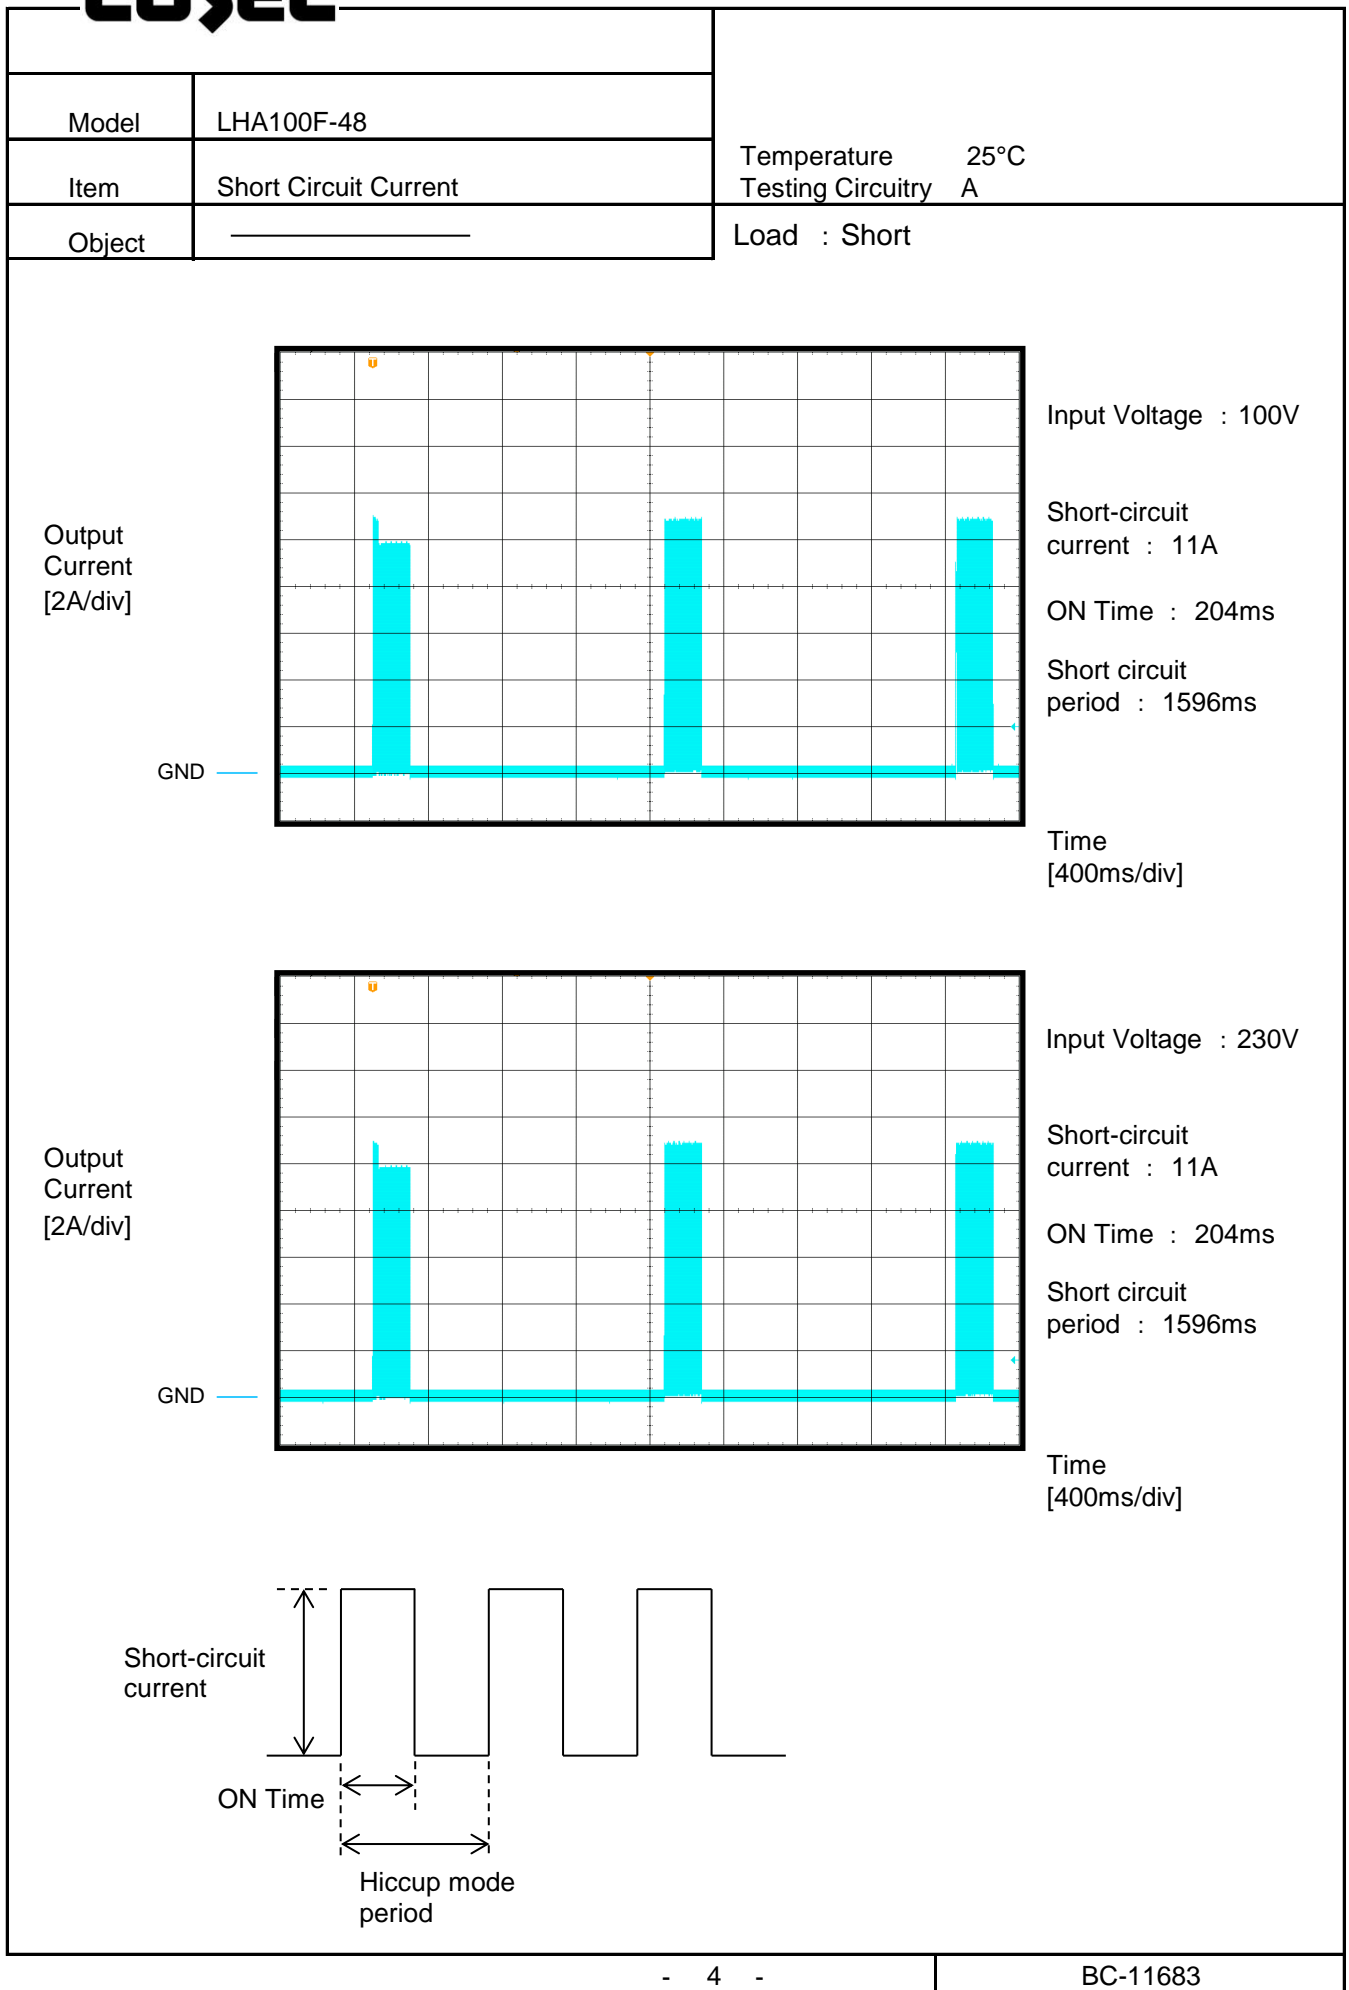 COSEL
Model LHA100F-48
Temperature 25°C
Item Short Circuit Current
Testing Circuitry A
Object
Load : Short
T
Input Voltage : 100V
Short-circuit
current : 11A
Output
Current
[2A/div]
ON Time : 204ms
Short circuit
period : 1596ms
GND
Time
[400ms/div]
T
Input Voltage : 230V
Short-circuit
current : 11A
Output
Current
[2A/div]
ON Time : 204ms
Short circuit
period : 1596ms
GND
Time
[400ms/div]
Short-circuit
current
ON Time
Hiccup mode
period
- 4 -
BC-11683